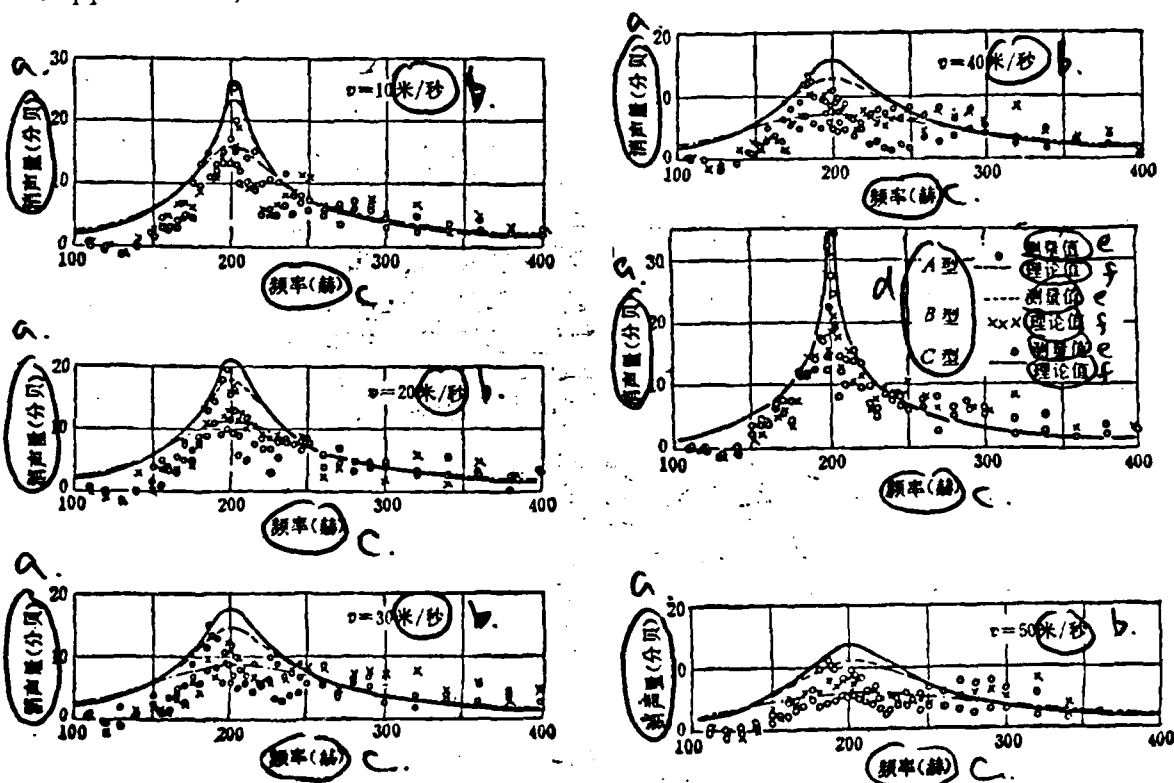 a.
30
20
10
0
消声量(分贝)
v=10米/秒 b.
100 200 300 400
频率(赫) c.
a.
20
10
0
消声量(分贝)
v=20米/秒 b.
100 200 300 400
频率(赫) c.
a.
20
10
0
消声量(分贝)
v=30米/秒 b.
100 200 300 400
频率(赫) c.
a.
20
10
0
消声量(分贝)
v=40米/秒 b.
100 200 300 400
频率(赫) c.
a.
30
20
10
0
消声量(分贝)
d
A型 测量值 e
理论值 f
B型 测量值 e
xxx 理论值 f
C型 测量值 e
理论值 f
100 200 300 400
频率(赫) c.
a.
20
10
0
消声量(分贝)
v=50米/秒 b.
100 200 300 400
频率(赫) c.